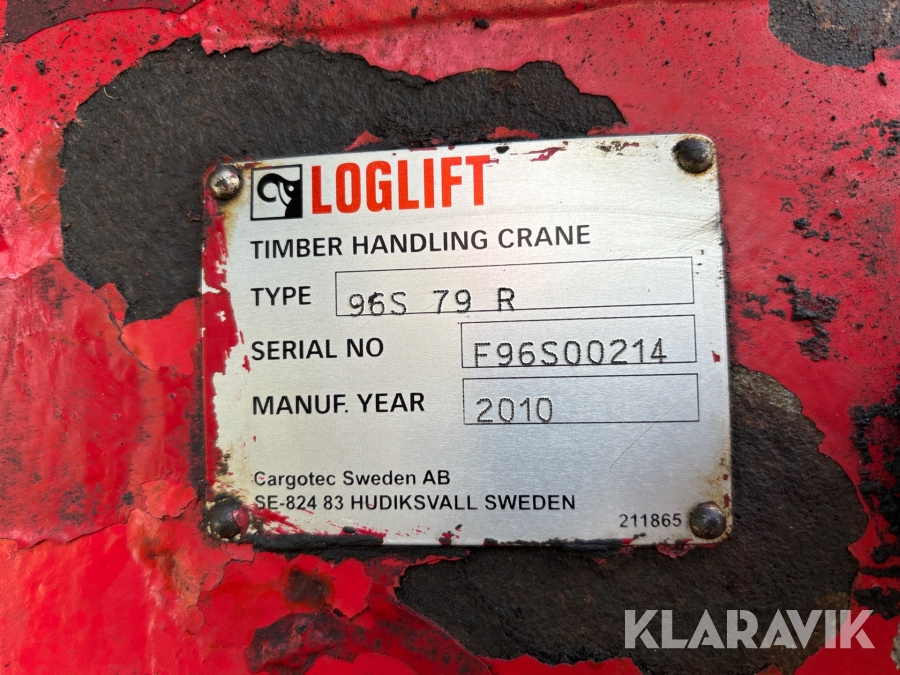 LOGLIFT
TIMBER HANDLING CRANE
TYPE 96S 79 R
SERIAL NO F96S00214
MANUF. YEAR 2010
Cargotec Sweden AB
SE-824 83 HUDIKSVALL SWEDEN
211865
KLARAVIK